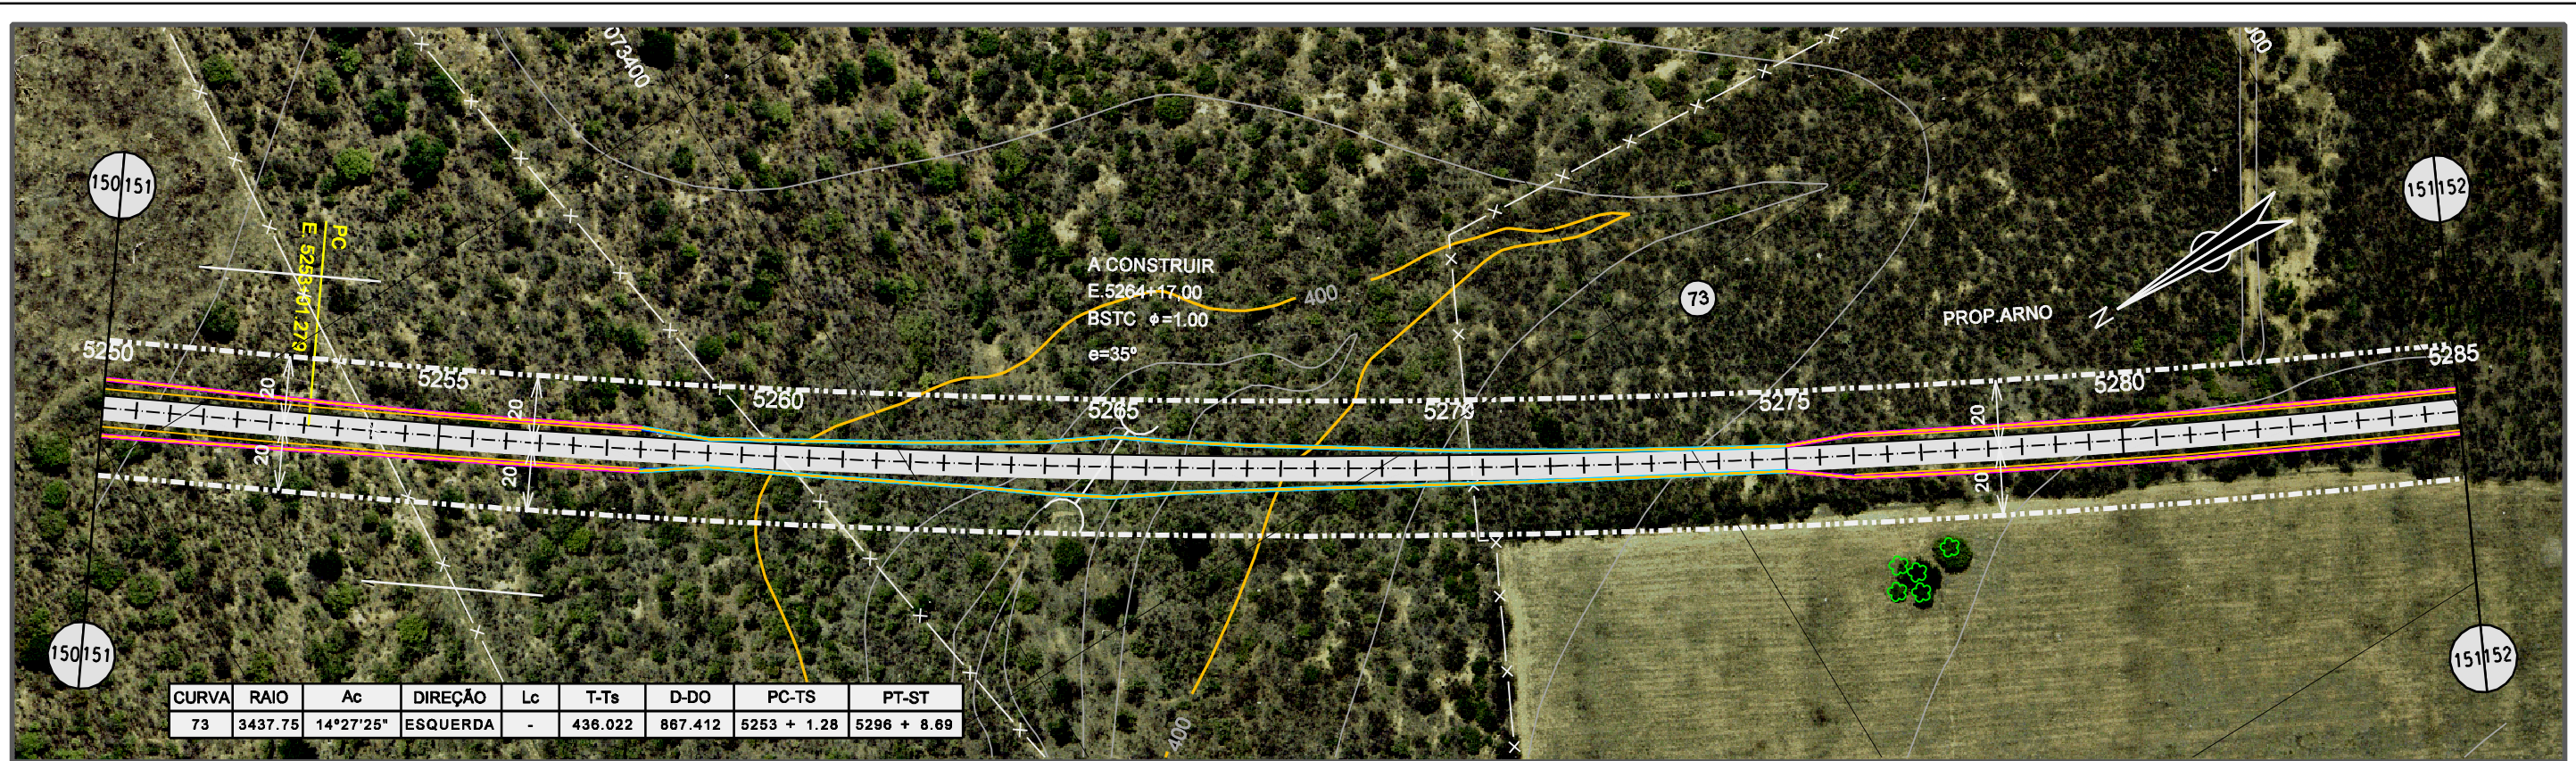 073400
000
150 151
151 152
PC
E. 5253+01.279
A CONSTRUIR
E.5264+17,00
BSTC φ=1.00
e=35°
400
73
PROP.ARNO
N
5250
5255
5260
5265
5270
5275
5280
5285
20
20
20
20
20
20
150 151
151 152
400
CURVA RAIO Ac DIREÇÃO Lc T-Ts D-DO PC-TS PT-ST
73 3437.75 14°27'25" ESQUERDA - 436.022 867.412 5253 + 1.28 5296 + 8.69